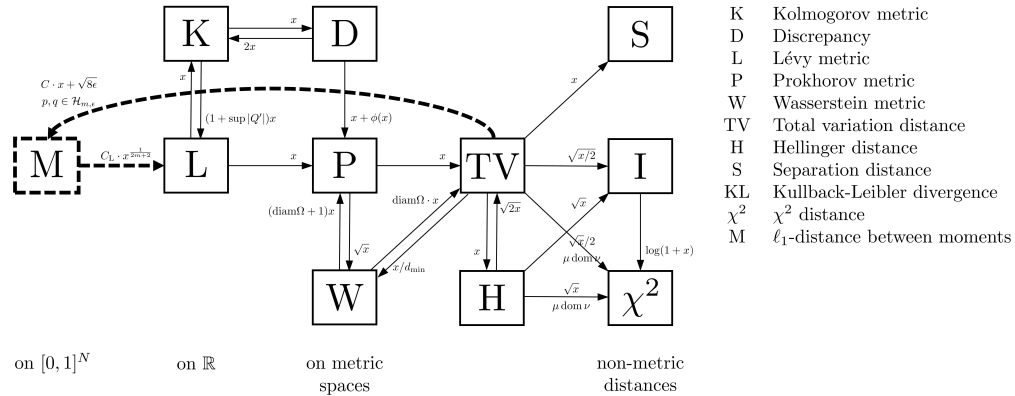 K
D
S
x
2x
x
C · x + √8ϵ
p, q ∈ ℋm,ϵ
x
(1 + sup |Q′|)x
x + ϕ(x)
M
C_L · x^{1/(2m+2)}
L
x
P
x
TV
√x/2
I
(diamΩ + 1)x
√x
diamΩ · x
x/d_min
x
√2x
√x
√x/2
μ dom ν
log(1 + x)
W
H
√x
μ dom ν
χ²
on [0, 1]^N
on ℝ
on metric
spaces
non-metric
distances
K Kolmogorov metric
D Discrepancy
L Lévy metric
P Prokhorov metric
W Wasserstein metric
TV Total variation distance
H Hellinger distance
S Separation distance
KL Kullback-Leibler divergence
χ² χ² distance
M ℓ₁-distance between moments